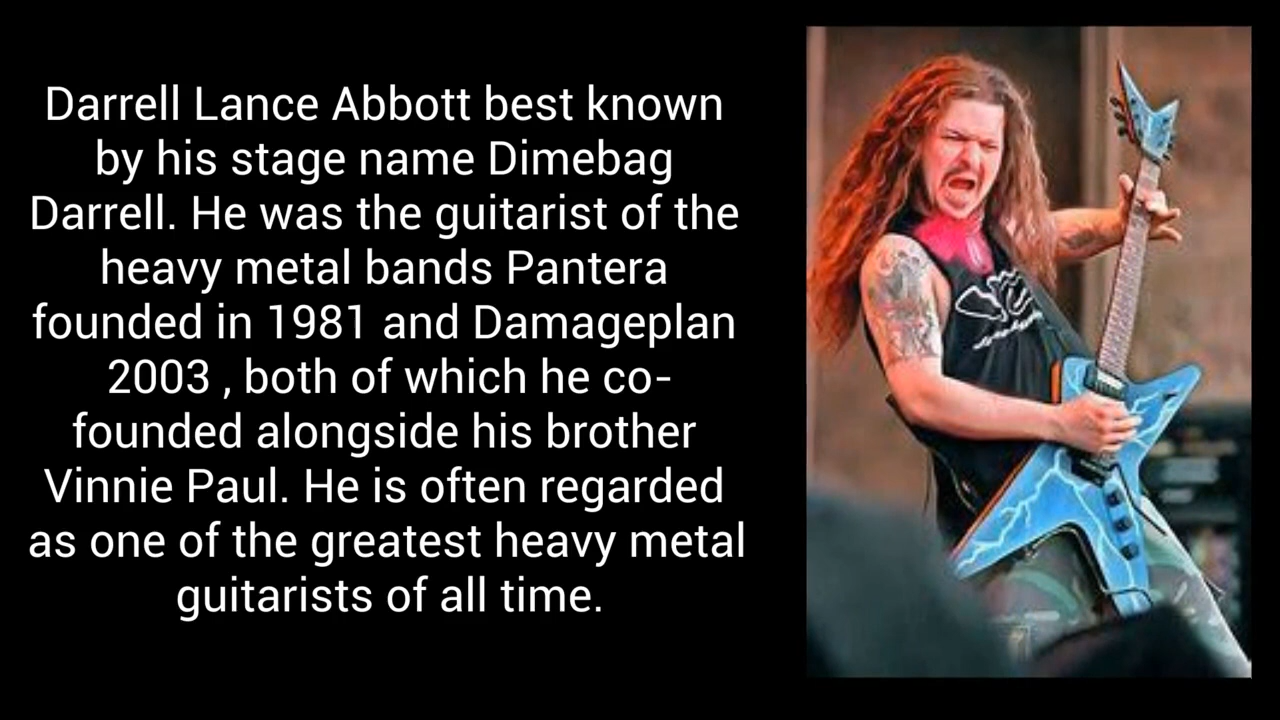 Darrell Lance Abbott best known
by his stage name Dimebag
Darrell. He was the guitarist of the
heavy metal bands Pantera
founded in 1981 and Damageplan
2003 , both of which he co-
founded alongside his brother
Vinnie Paul. He is often regarded
as one of the greatest heavy metal
guitarists of all time.